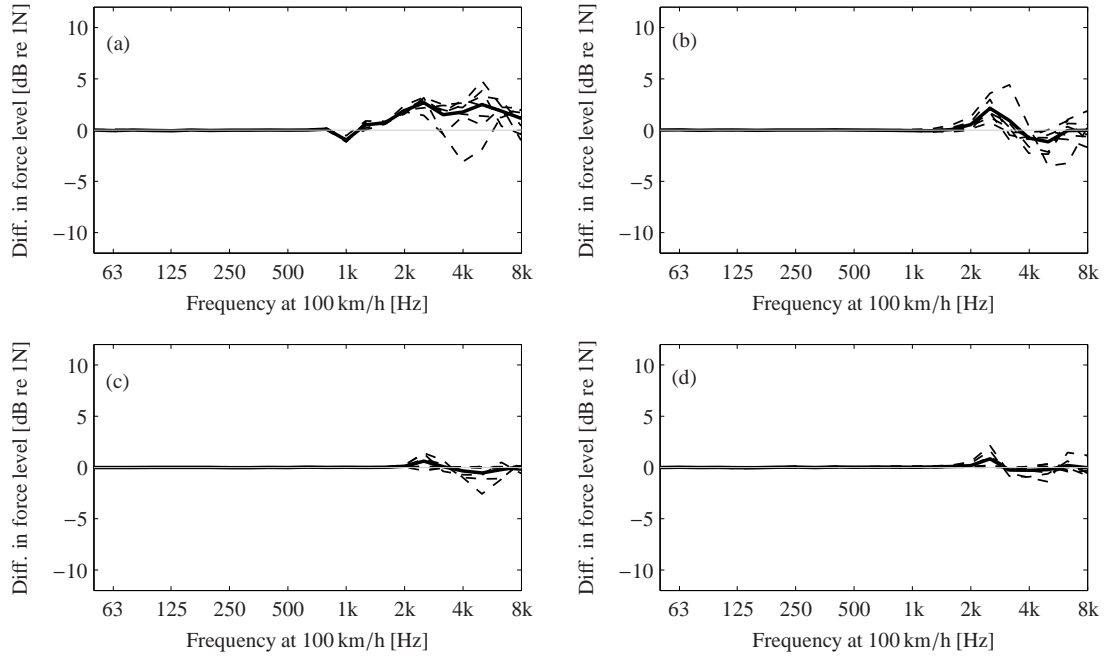 Diff. in force level [dB re 1N]
10
5
0
−5
−10
(a)
63 125 250 500 1k 2k 4k 8k
Frequency at 100 km/h [Hz]
Diff. in force level [dB re 1N]
10
5
0
−5
−10
(b)
63 125 250 500 1k 2k 4k 8k
Frequency at 100 km/h [Hz]
Diff. in force level [dB re 1N]
10
5
0
−5
−10
(c)
63 125 250 500 1k 2k 4k 8k
Frequency at 100 km/h [Hz]
Diff. in force level [dB re 1N]
10
5
0
−5
−10
(d)
63 125 250 500 1k 2k 4k 8k
Frequency at 100 km/h [Hz]